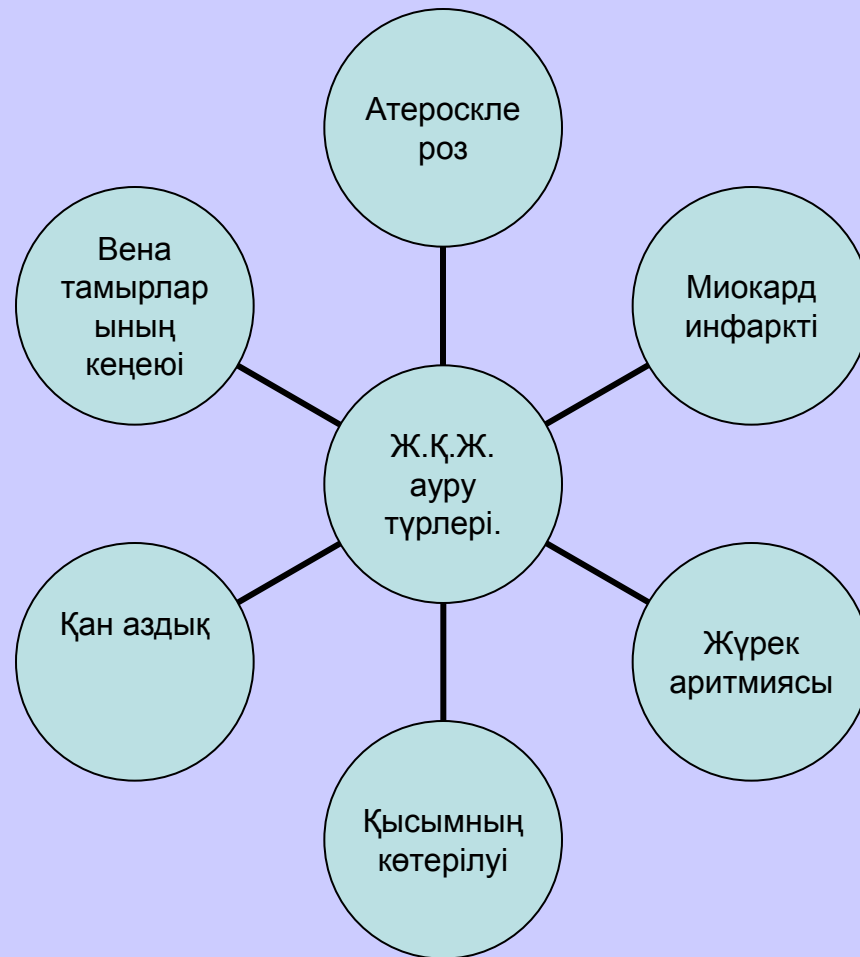 Атероскле
роз
Вена
тамырлар
ының
кеңеюі
Миокард
инфаркті
Ж.Қ.Ж.
ауру
түрлері.
Қан аздық
Жүрек
аритмиясы
Қысымның
көтерілуі